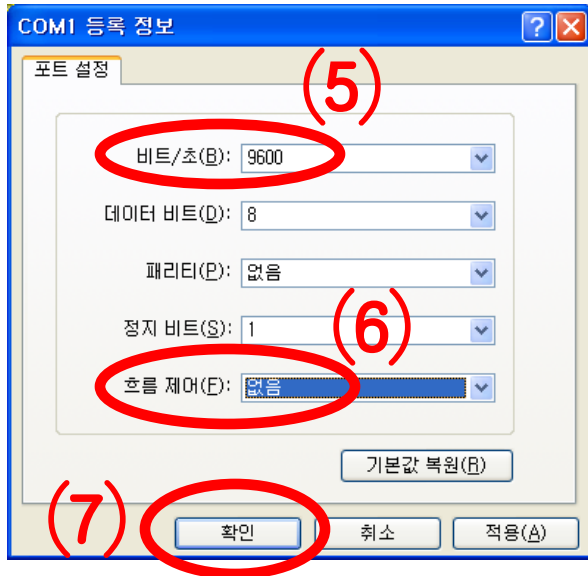 COM1 등록 정보
포트 설정
(5)
비트/초(B): 9600
데이터 비트(D): 8
패리티(P): 없음
정지 비트(S): 1
(6)
흐름 제어(F): 없음
기본값 복원(R)
(7)
확인 취소 적용(A)